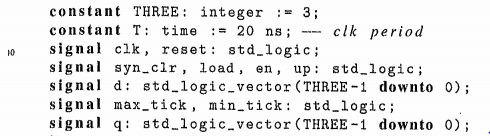 constant THREE: integer := 3;
constant T: time := 20 ns; -- clk period
10 signal clk, reset: std_logic;
signal syn_clr, load, en, up: std_logic;
signal d: std_logic_vector(THREE-1 downto 0);
signal max_tick, min_tick: std_logic;
signal q: std_logic_vector(THREE-1 downto 0);